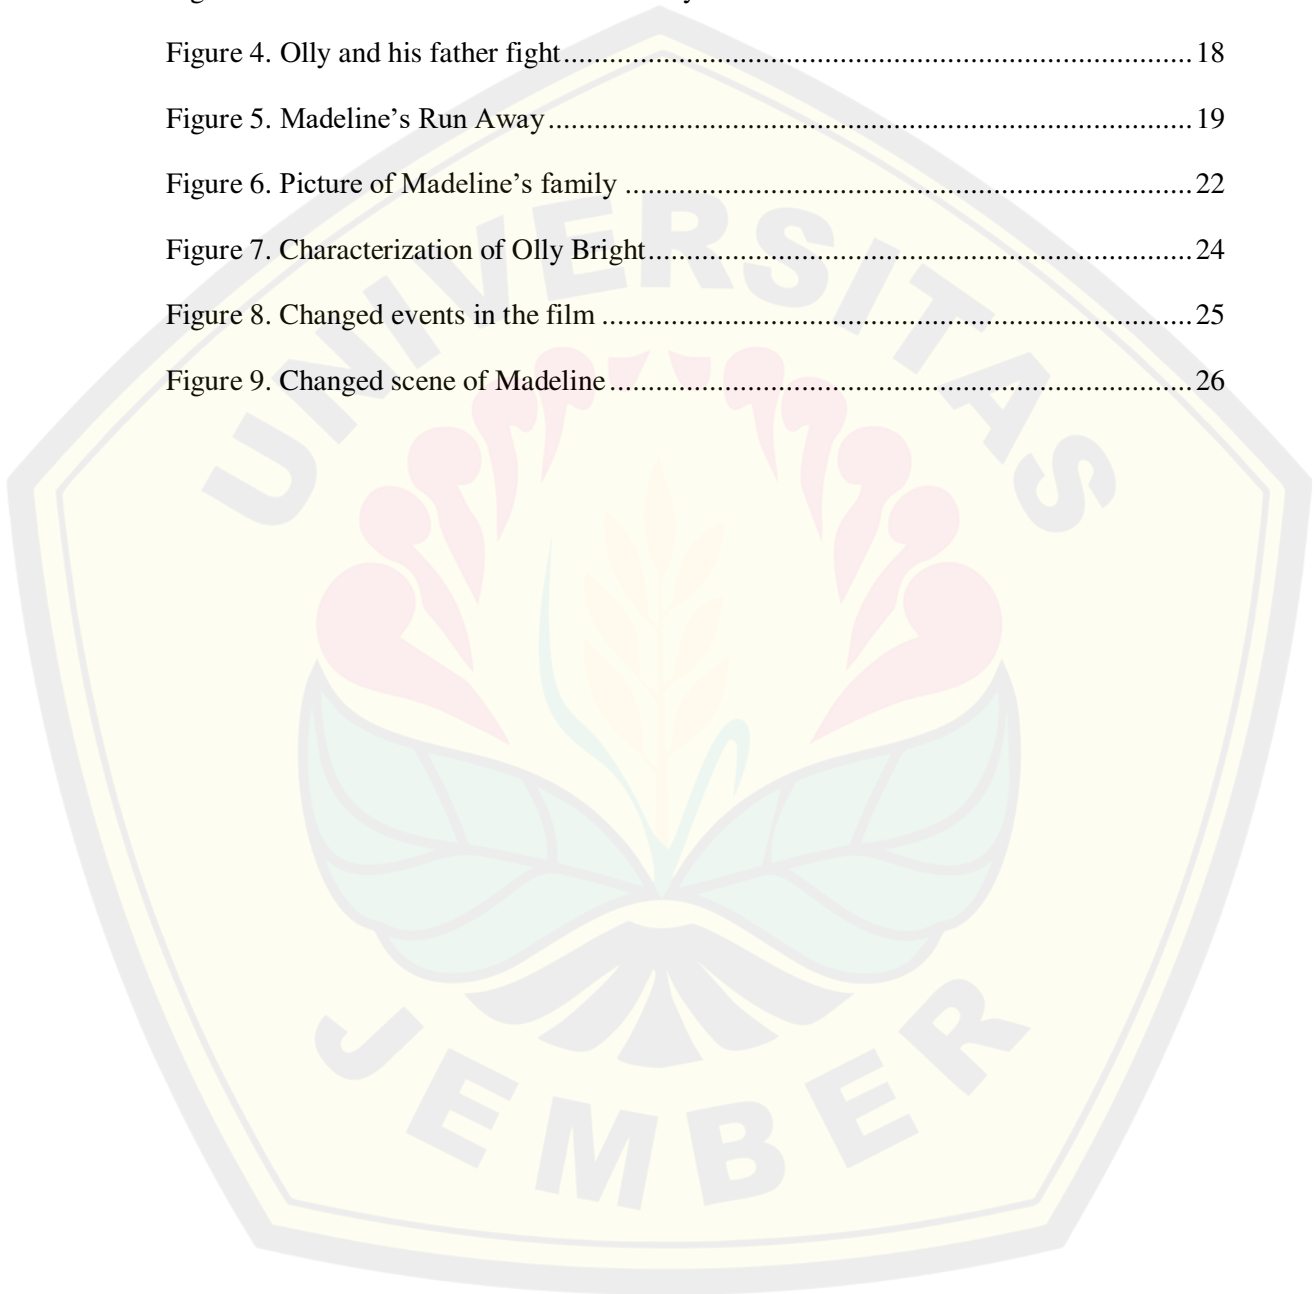 Figure 4. Olly and his father fight........................................................................18
Figure 5. Madeline’s Run Away..........................................................................19
Figure 6. Picture of Madeline’s family .................................................................22
Figure 7. Characterization of Olly Bright..............................................................24
Figure 8. Changed events in the film ...................................................................25
Figure 9. Changed scene of Madeline..................................................................26
UNIVERSITAS
JEMBER